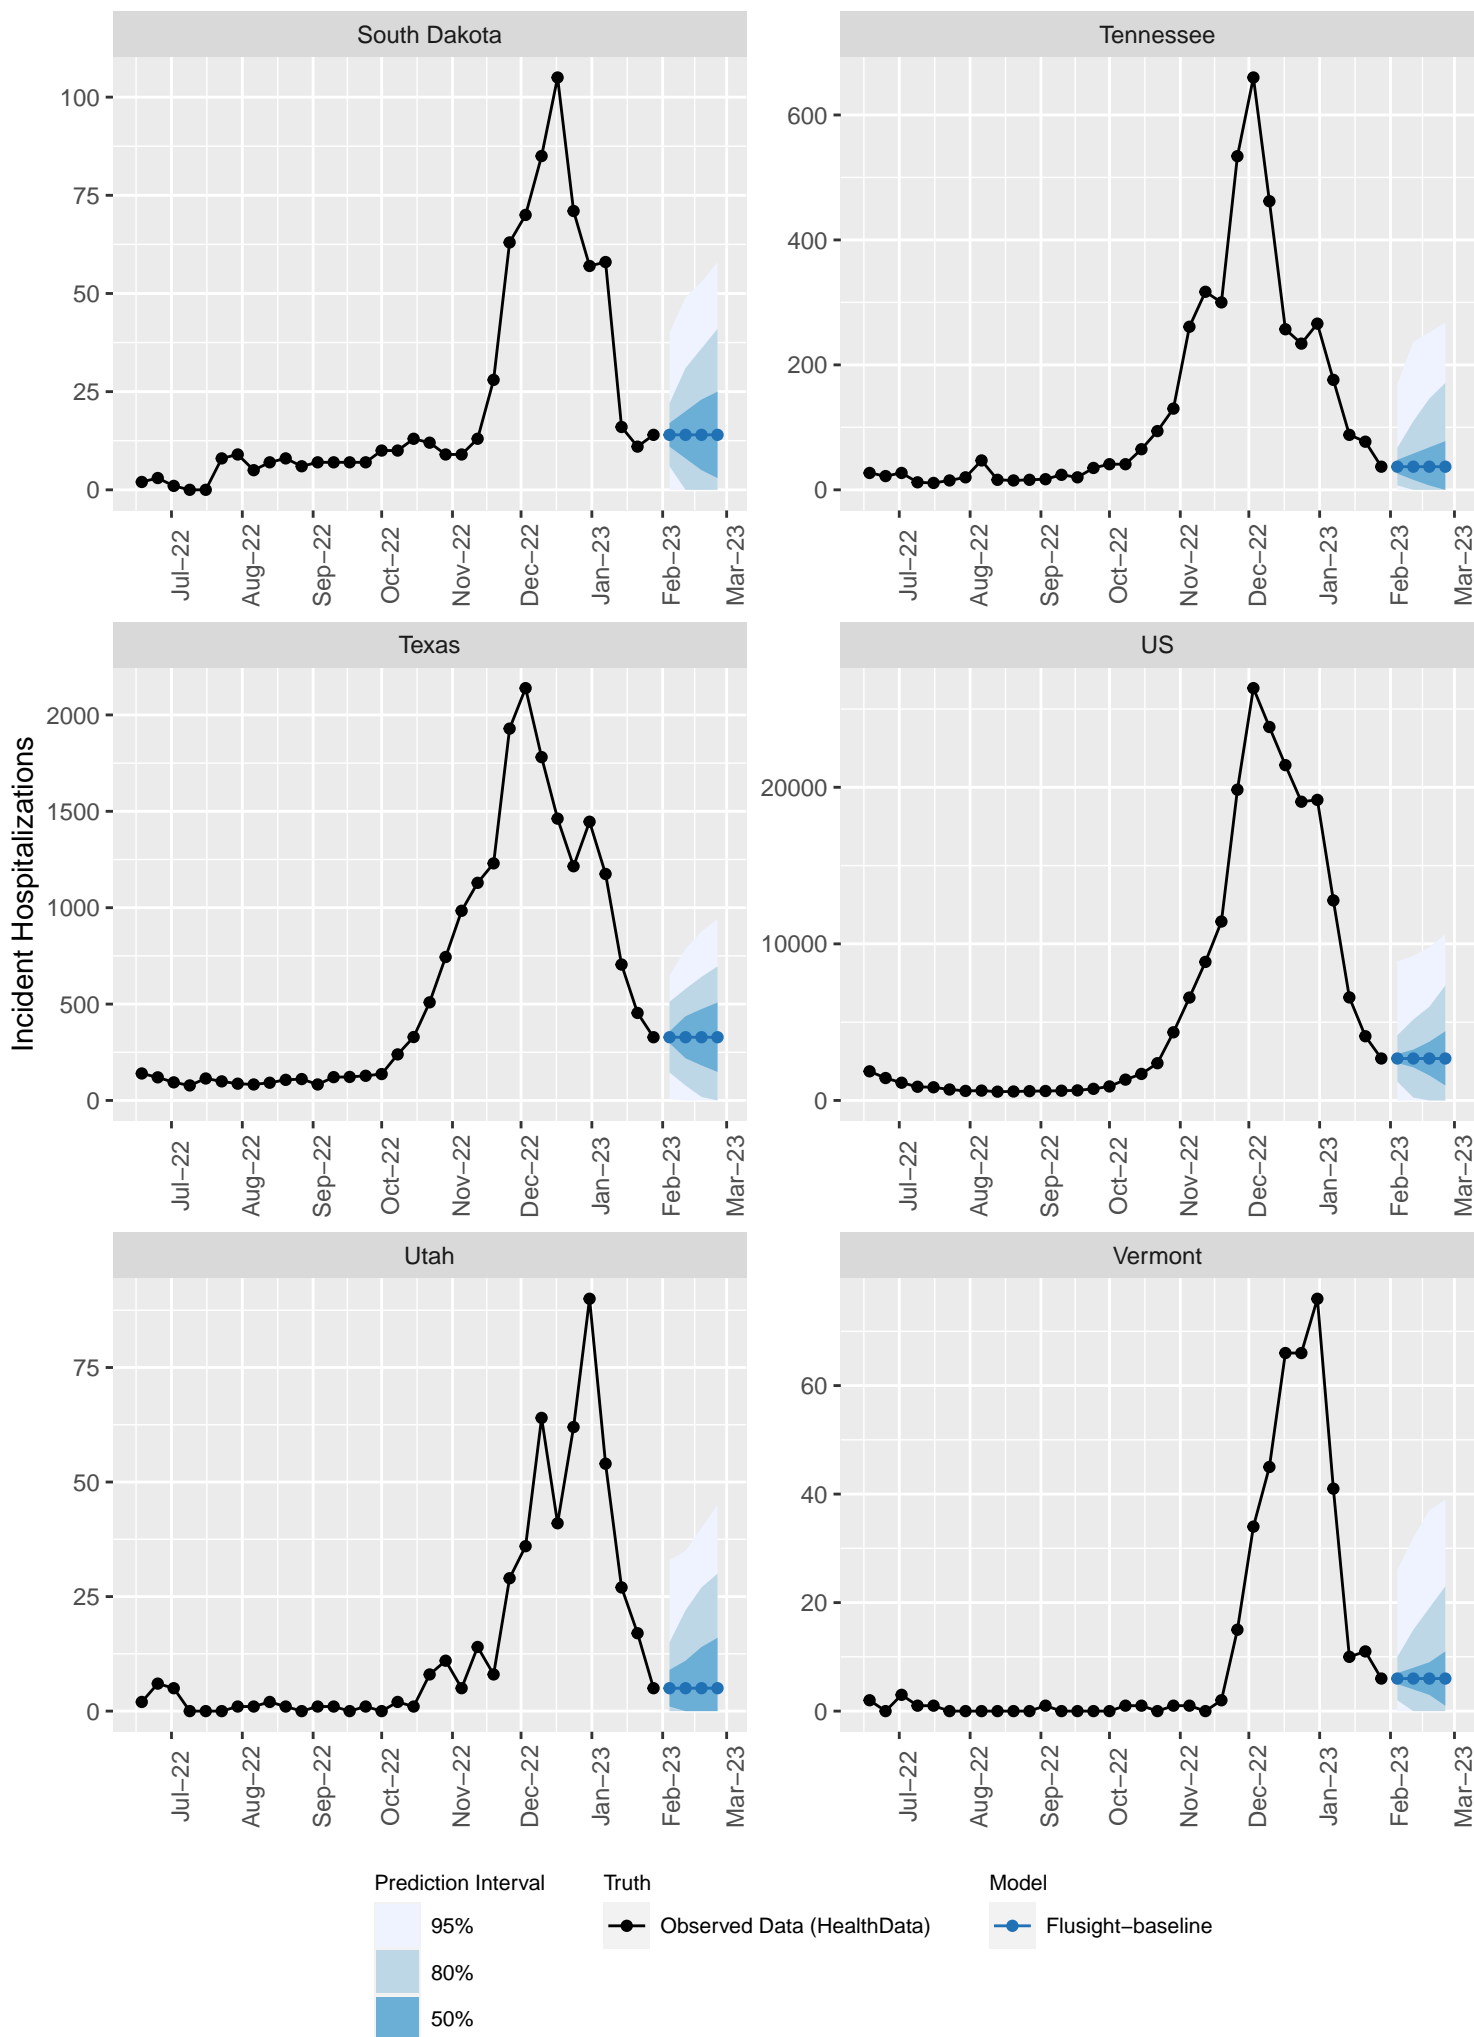 South Dakota
Tennessee
100
75
50
25
0
600
400
200
0
Jul−22
Aug−22
Sep−22
Oct−22
Nov−22
Dec−22
Jan−23
Feb−23
Mar−23
Jul−22
Aug−22
Sep−22
Oct−22
Nov−22
Dec−22
Jan−23
Feb−23
Mar−23
Incident Hospitalizations
Texas
US
2000
1500
1000
500
0
20000
10000
0
Jul−22
Aug−22
Sep−22
Oct−22
Nov−22
Dec−22
Jan−23
Feb−23
Mar−23
Jul−22
Aug−22
Sep−22
Oct−22
Nov−22
Dec−22
Jan−23
Feb−23
Mar−23
Utah
Vermont
75
50
25
0
60
40
20
0
Jul−22
Aug−22
Sep−22
Oct−22
Nov−22
Dec−22
Jan−23
Feb−23
Mar−23
Jul−22
Aug−22
Sep−22
Oct−22
Nov−22
Dec−22
Jan−23
Feb−23
Mar−23
Prediction Interval
95%
80%
50%
Truth
Observed Data (HealthData)
Model
Flusight−baseline